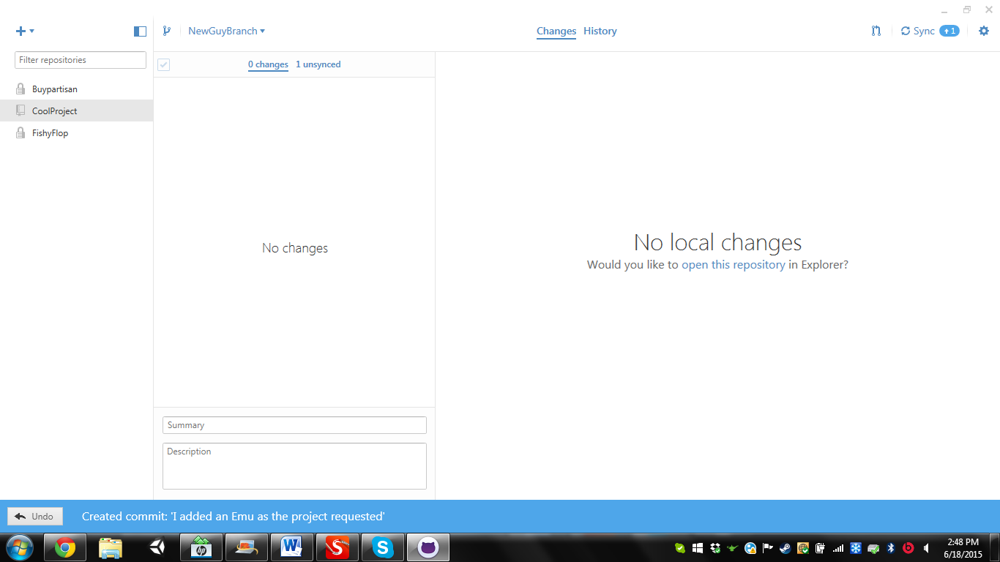 NewGuyBranch
Changes History
Sync 1
Filter repositories
0 changes 1 unsynced
Buypartisan
CoolProject
FishyFlop
No changes
No local changes
Would you like to open this repository in Explorer?
Summary
Description
Undo
Created commit: 'I added an Emu as the project requested'
hp
W
S
S
2:48 PM
6/18/2015